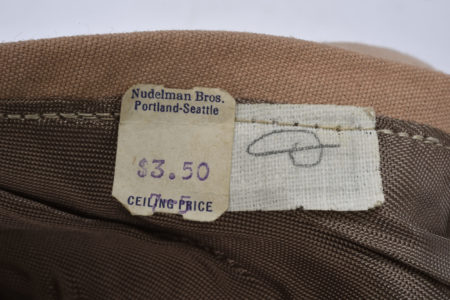 Nudelman Bros.
Portland-Seattle
$3.50
CEILING PRICE